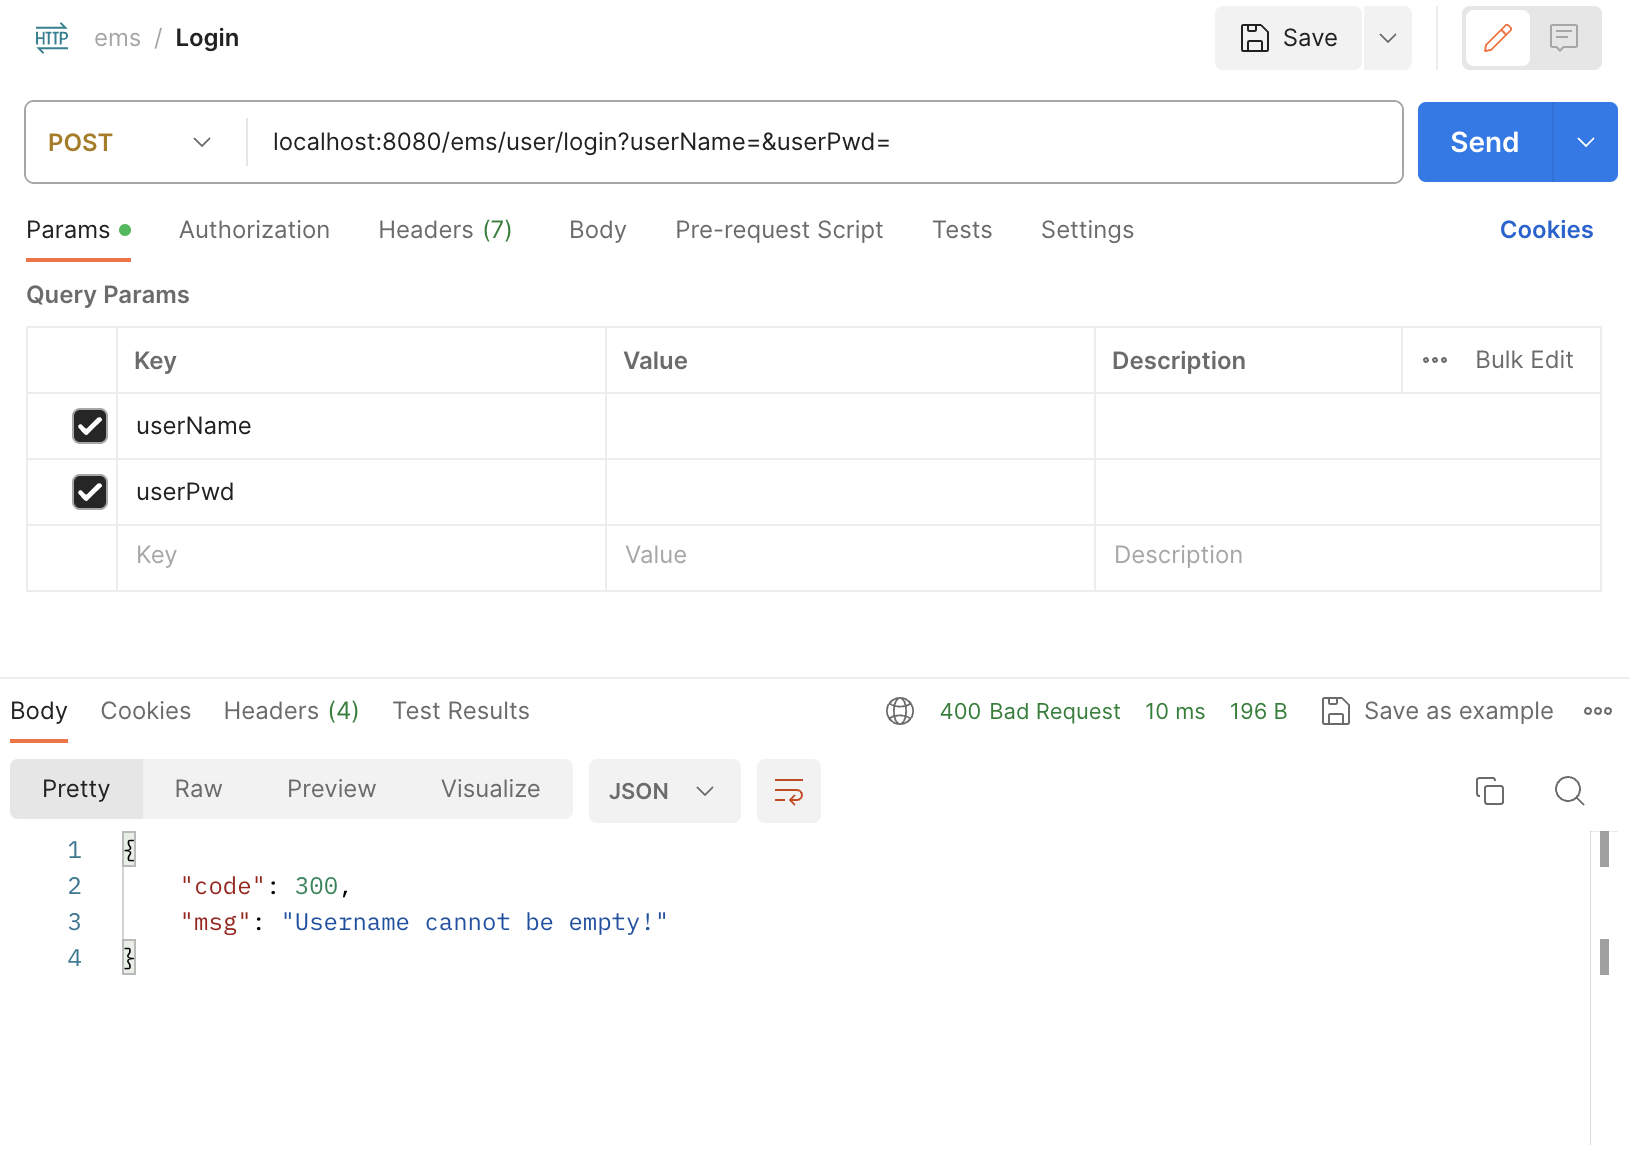 HTTP ems / Login Save
POST localhost:8080/ems/user/login?userName=&userPwd= Send
Params Authorization Headers (7) Body Pre-request Script Tests Settings Cookies
Query Params
Key Value Description Bulk Edit
userName
userPwd
Key Value Description
Body Cookies Headers (4) Test Results 400 Bad Request 10 ms 196 B Save as example
Pretty Raw Preview Visualize JSON
1 {
2 "code": 300,
3 "msg": "Username cannot be empty!"
4 }